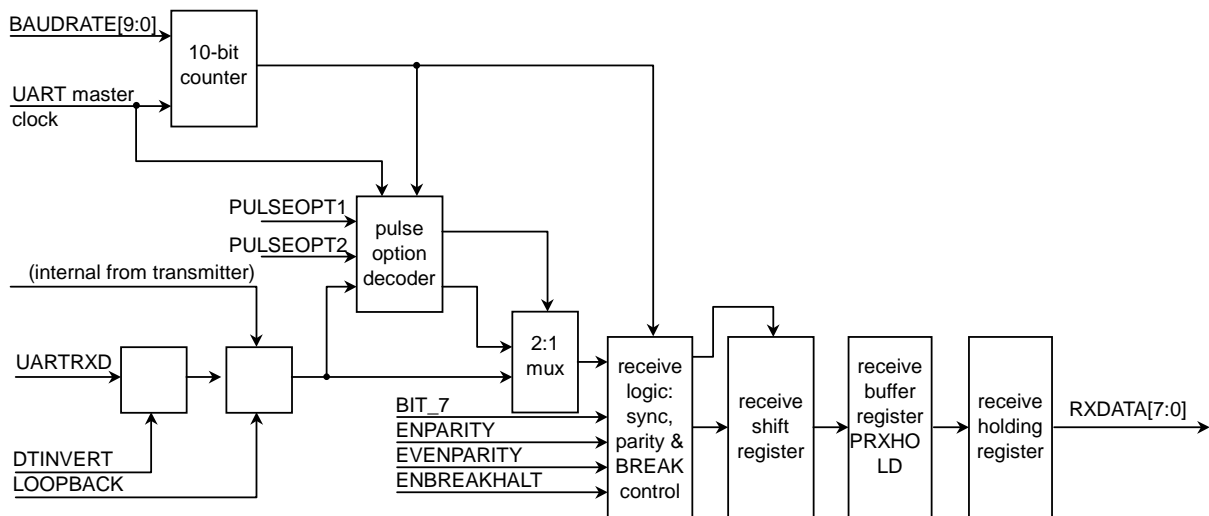 BAUDRATE[9:0]
10-bit
counter
UART master
clock
PULSEOPT1
PULSEOPT2
pulse
option
decoder
(internal from transmitter)
UARTRXD
DTINVERT
LOOPBACK
2:1
mux
BIT_7
ENPARITY
EVENPARITY
ENBREAKHALT
receive
logic:
sync,
parity &
BREAK
control
receive
shift
register
receive
buffer
register
PRXHO
LD
receive
holding
register
RXDATA[7:0]